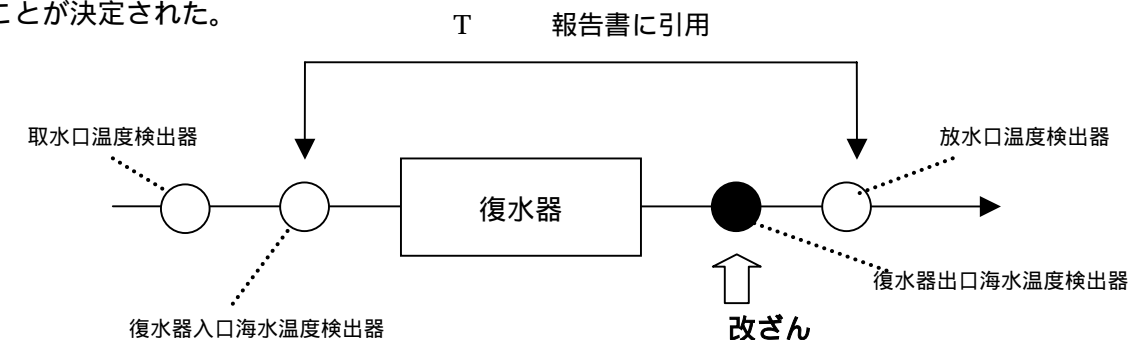 ことが決定された。
T 報告書に引用
取水口温度検出器
放水口温度検出器
復水器
復水器出口海水温度検出器
復水器入口海水温度検出器
改ざん